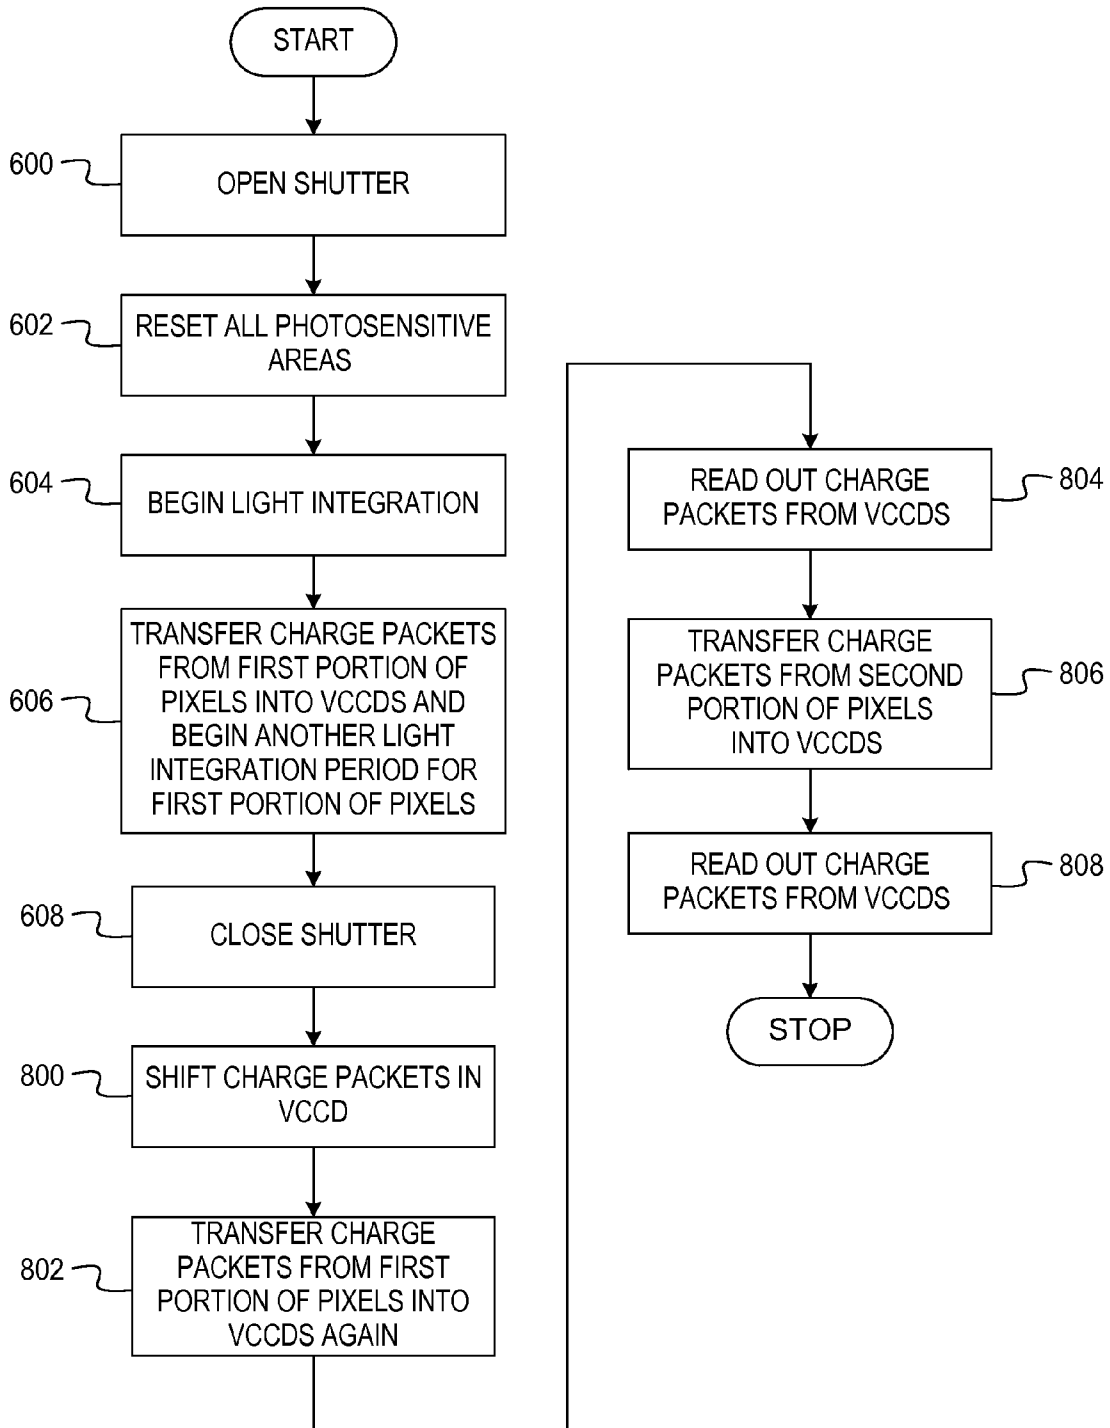 START
600
OPEN SHUTTER
602
RESET ALL PHOTOSENSITIVE
AREAS
604
BEGIN LIGHT INTEGRATION
606
TRANSFER CHARGE PACKETS
FROM FIRST PORTION OF
PIXELS INTO VCCDS AND
BEGIN ANOTHER LIGHT
INTEGRATION PERIOD FOR
FIRST PORTION OF PIXELS
608
CLOSE SHUTTER
800
SHIFT CHARGE PACKETS IN
VCCD
802
TRANSFER CHARGE
PACKETS FROM FIRST
PORTION OF PIXELS INTO
VCCDS AGAIN
READ OUT CHARGE
PACKETS FROM VCCDS
804
TRANSFER CHARGE
PACKETS FROM SECOND
PORTION OF PIXELS
INTO VCCDS
806
READ OUT CHARGE
PACKETS FROM VCCDS
808
STOP